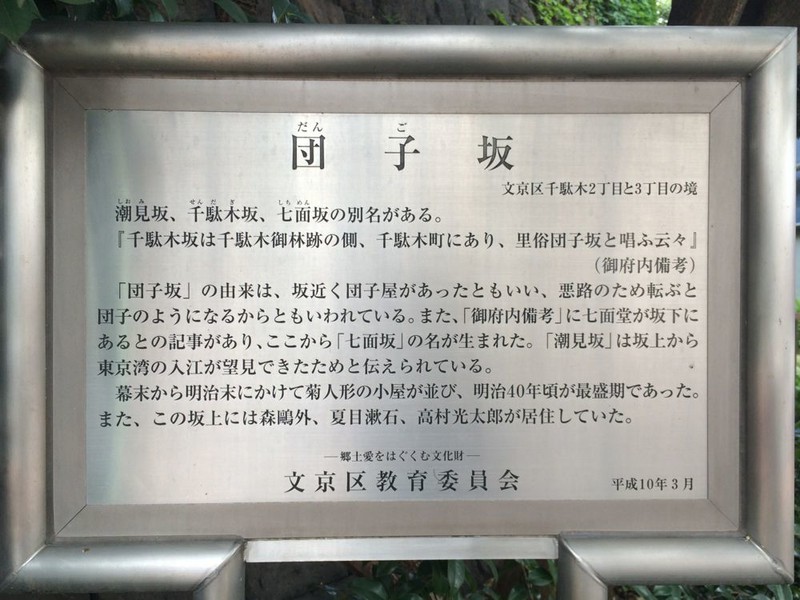 だん ご
団子坂
文京区千駄木2丁目と3丁目の境
しおみ せんだぎ しちめん
潮見坂、千駄木坂、七面坂の別名がある。
『千駄木坂は千駄木御林跡の側、千駄木町にあり、里俗団子坂と唱ふ云々』
（御府内備考）
「団子坂」の由来は、坂近く団子屋があったともいい、悪路のため転ぶと
団子のようになるからともいわれている。また、「御府内備考」に七面堂が坂下に
あるとの記事があり、ここから「七面坂」の名が生まれた。「潮見坂」は坂上から
東京湾の入江が望見できたためと伝えられている。
幕末から明治末にかけて菊人形の小屋が並び、明治40年頃が最盛期であった。
また、この坂上には森鷗外、夏目漱石、高村光太郎が居住していた。
―郷土愛をはぐくむ文化財―
文京区教育委員会
平成10年3月